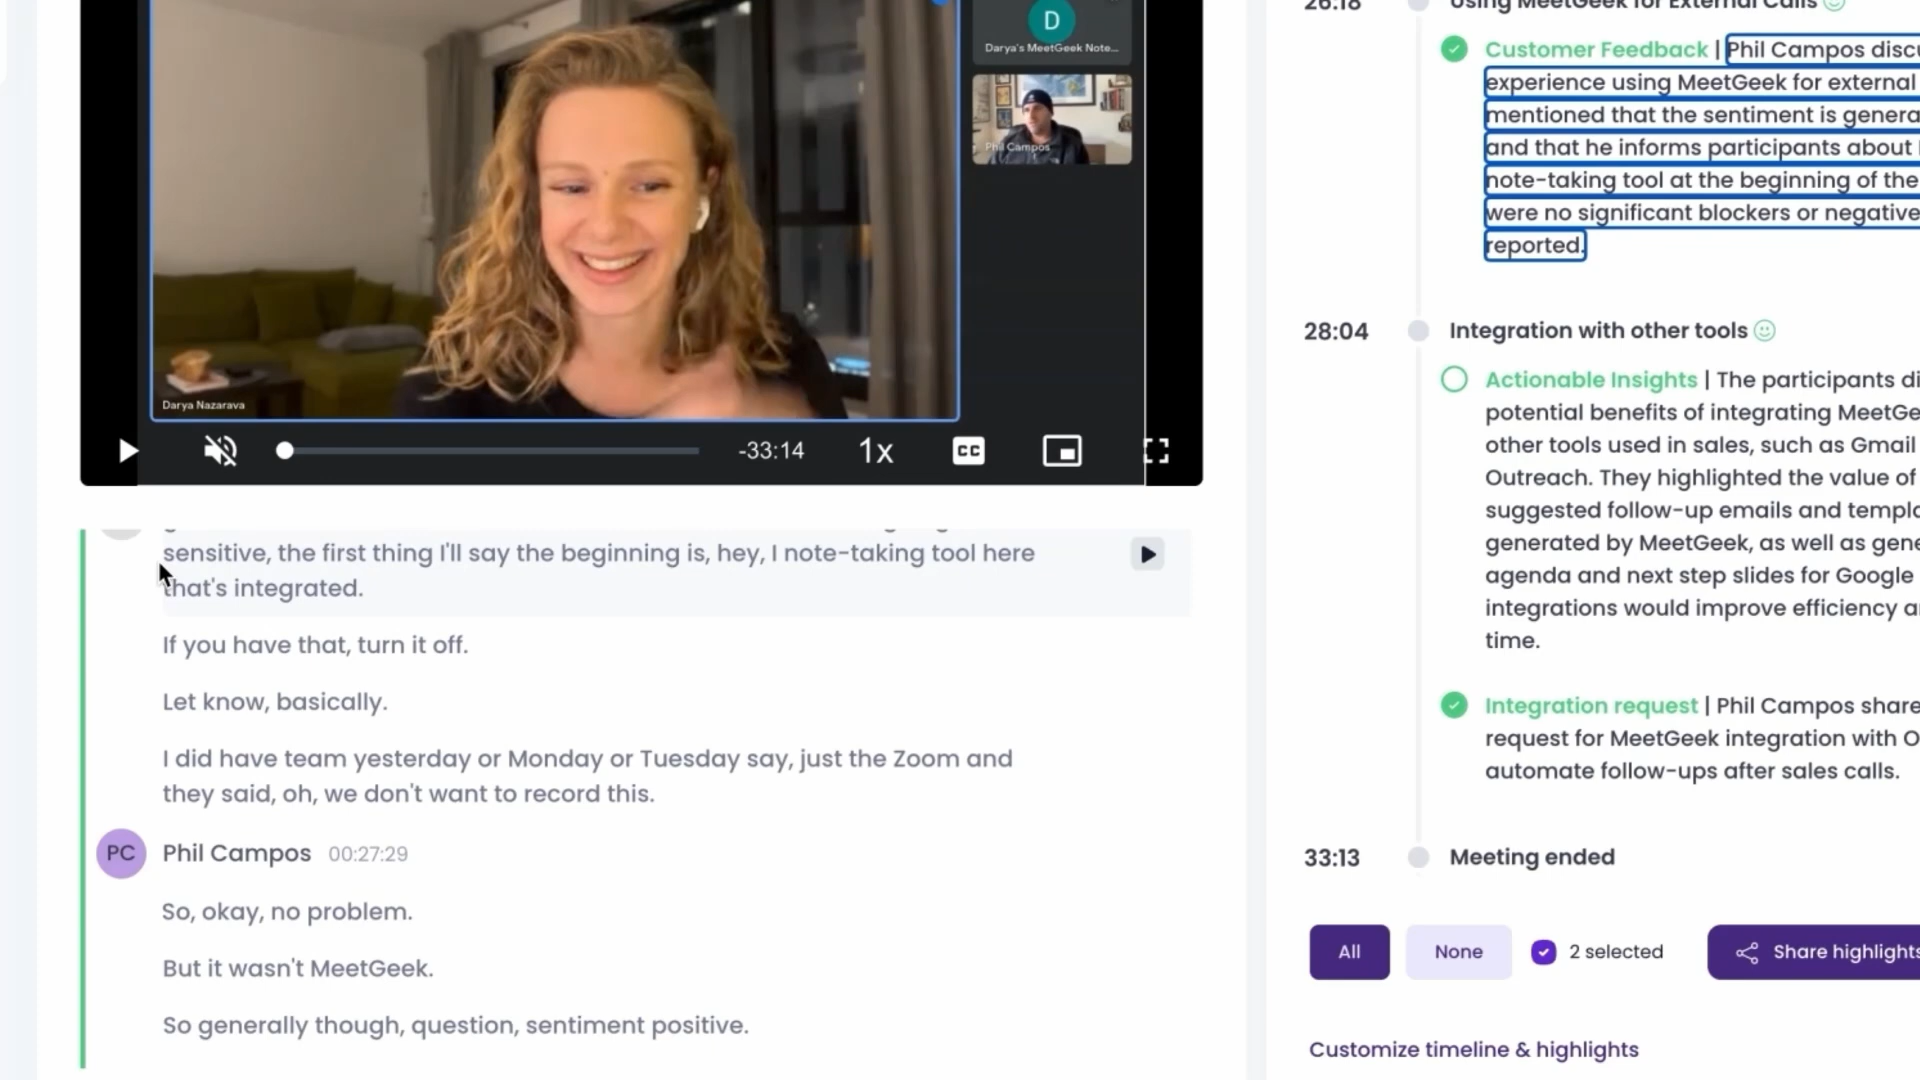 D
Darya's MeetGeek Note...
Phil Campos
Darya Nazarava
-33:14
1x
CC
sensitive, the first thing I'll say the beginning is, hey, I note-taking tool here
that's integrated.
If you have that, turn it off.
Let know, basically.
I did have team yesterday or Monday or Tuesday say, just the Zoom and
they said, oh, we don't want to record this.
PC
Phil Campos 00:27:29
So, okay, no problem.
But it wasn't MeetGeek.
So generally though, question, sentiment positive.
26:18 Using MeetGeek for External Calls
Customer Feedback | Phil Campos discu
experience using MeetGeek for external
mentioned that the sentiment is genera
and that he informs participants about
note-taking tool at the beginning of the
were no significant blockers or negative
reported.
28:04 Integration with other tools
Actionable Insights | The participants di
potential benefits of integrating MeetGe
other tools used in sales, such as Gmail
Outreach. They highlighted the value of
suggested follow-up emails and templa
generated by MeetGeek, as well as gene
agenda and next step slides for Google
integrations would improve efficiency a
time.
Integration request | Phil Campos share
request for MeetGeek integration with O
automate follow-ups after sales calls.
33:13 Meeting ended
All
None
2 selected
Share highlights
Customize timeline & highlights